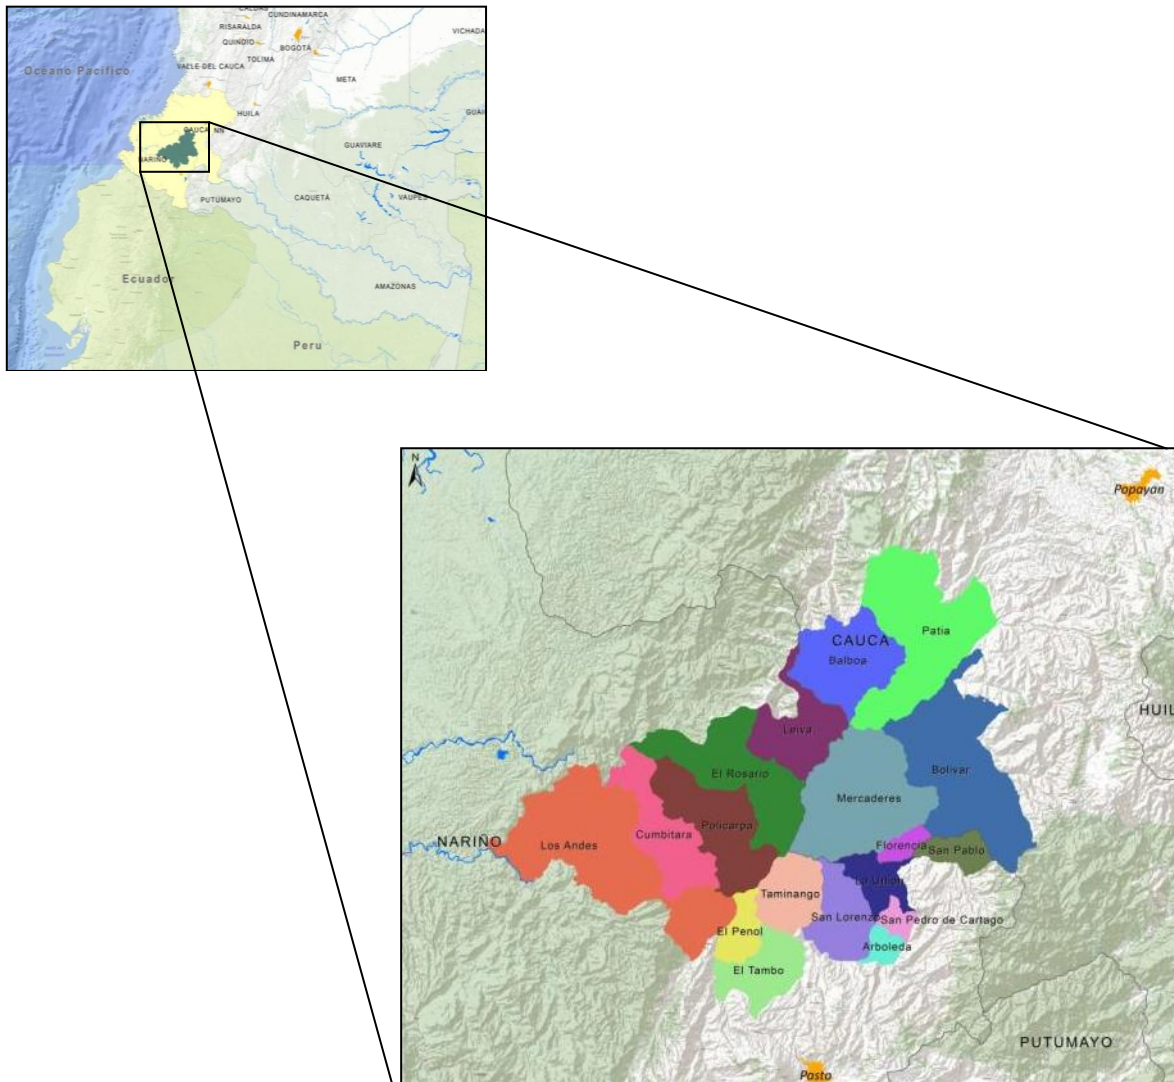 CALDAS
CUNDINAMARCA
RISARALDA
VICHADA
QUINDIO
BOGOTÁ
TOLIMA
VALLE DEL CAUCA
Oceano Pacifico
META
HUILA
GUAI
CAUCA NN
GUAVIARE
NARIÑO
PUTUMAYO
CAQUETÁ
VAUPES
Ecuador
AMAZONAS
Peru
N
Popayan
Patia
CAUCA
Balboa
HUIL
Leiva
El Rosario
Bolivar
Mercaderes
Policarpa
Cumbitara
NARIÑO
Los Andes
Florencia
San Pablo
La Union
Taminango
San Lorenzo
San Pedro de Cartago
El Penol
Arboleda
El Tambo
PUTUMAYO
Pasto